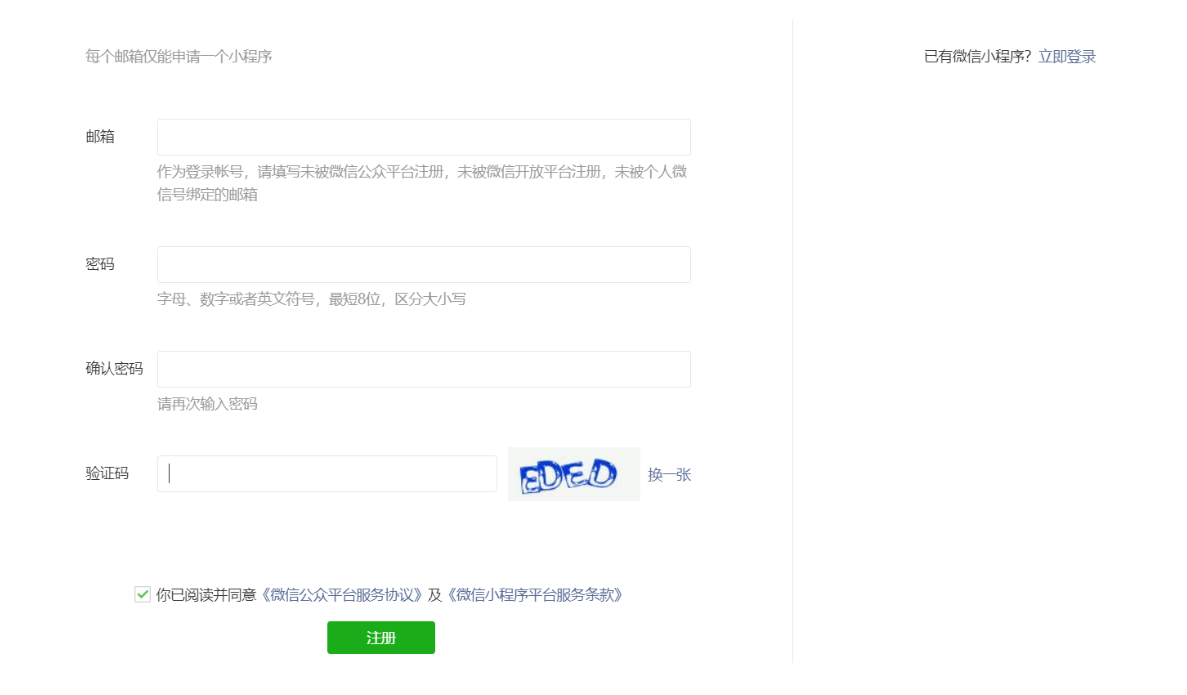 每个邮箱仅能申请一个小程序
已有微信小程序？立即登录
邮箱
作为登录帐号，请填写未被微信公众平台注册，未被微信开放平台注册，未被个人微
信号绑定的邮箱
密码
字母、数字或者英文符号，最短8位，区分大小写
确认密码
请再次输入密码
验证码 EDED 换一张
你已阅读并同意《微信公众平台服务协议》及《微信小程序平台服务条款》
注册